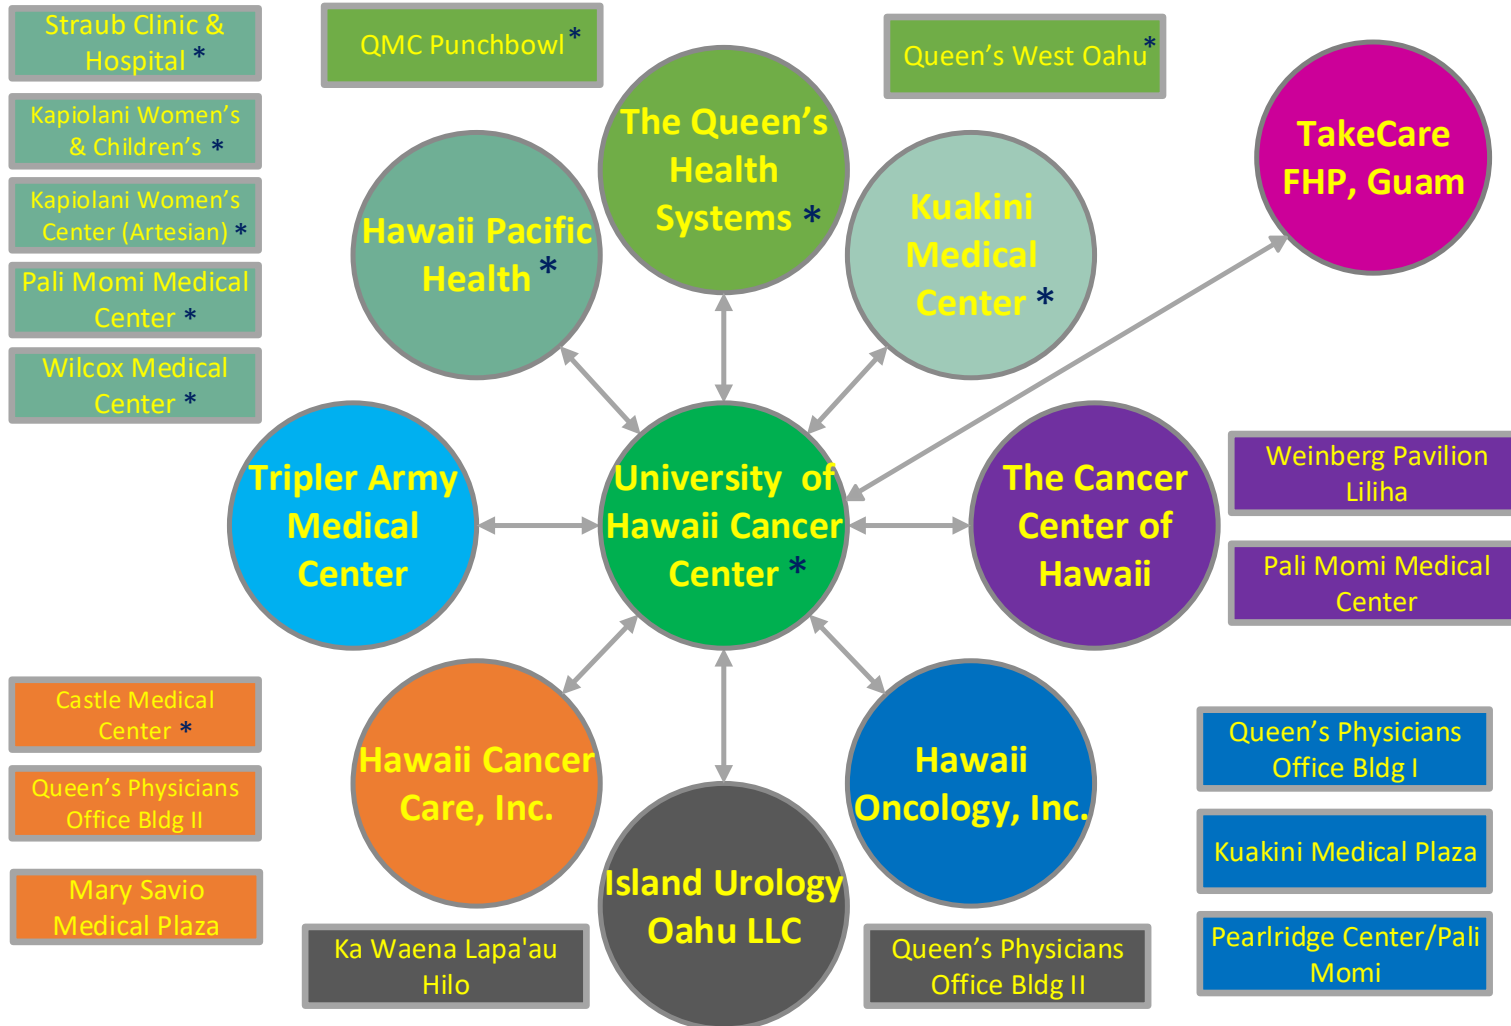 Straub Clinic &
Hospital *
Kapiolani Women's
& Children's *
Kapiolani Women's
Center (Artesian) *
Pali Momi Medical
Center *
Wilcox Medical
Center *
QMC Punchbowl *
Queen's West Oahu *
The Queen's
Health
Systems *
Hawaii Pacific
Health *
Kuakini
Medical
Center *
TakeCare
FHP, Guam
Tripler Army
Medical
Center
University of
Hawaii Cancer
Center *
The Cancer
Center of
Hawaii
Weinberg Pavilion
Liliha
Pali Momi Medical
Center
Castle Medical
Center *
Queen's Physicians
Office Bldg II
Mary Savio
Medical Plaza
Hawaii Cancer
Care, Inc.
Island Urology
Oahu LLC
Hawaii
Oncology, Inc.
Queen's Physicians
Office Bldg I
Kuakini Medical Plaza
Pearlridge Center/Pali
Momi
Ka Waena Lapa'au
Hilo
Queen's Physicians
Office Bldg II